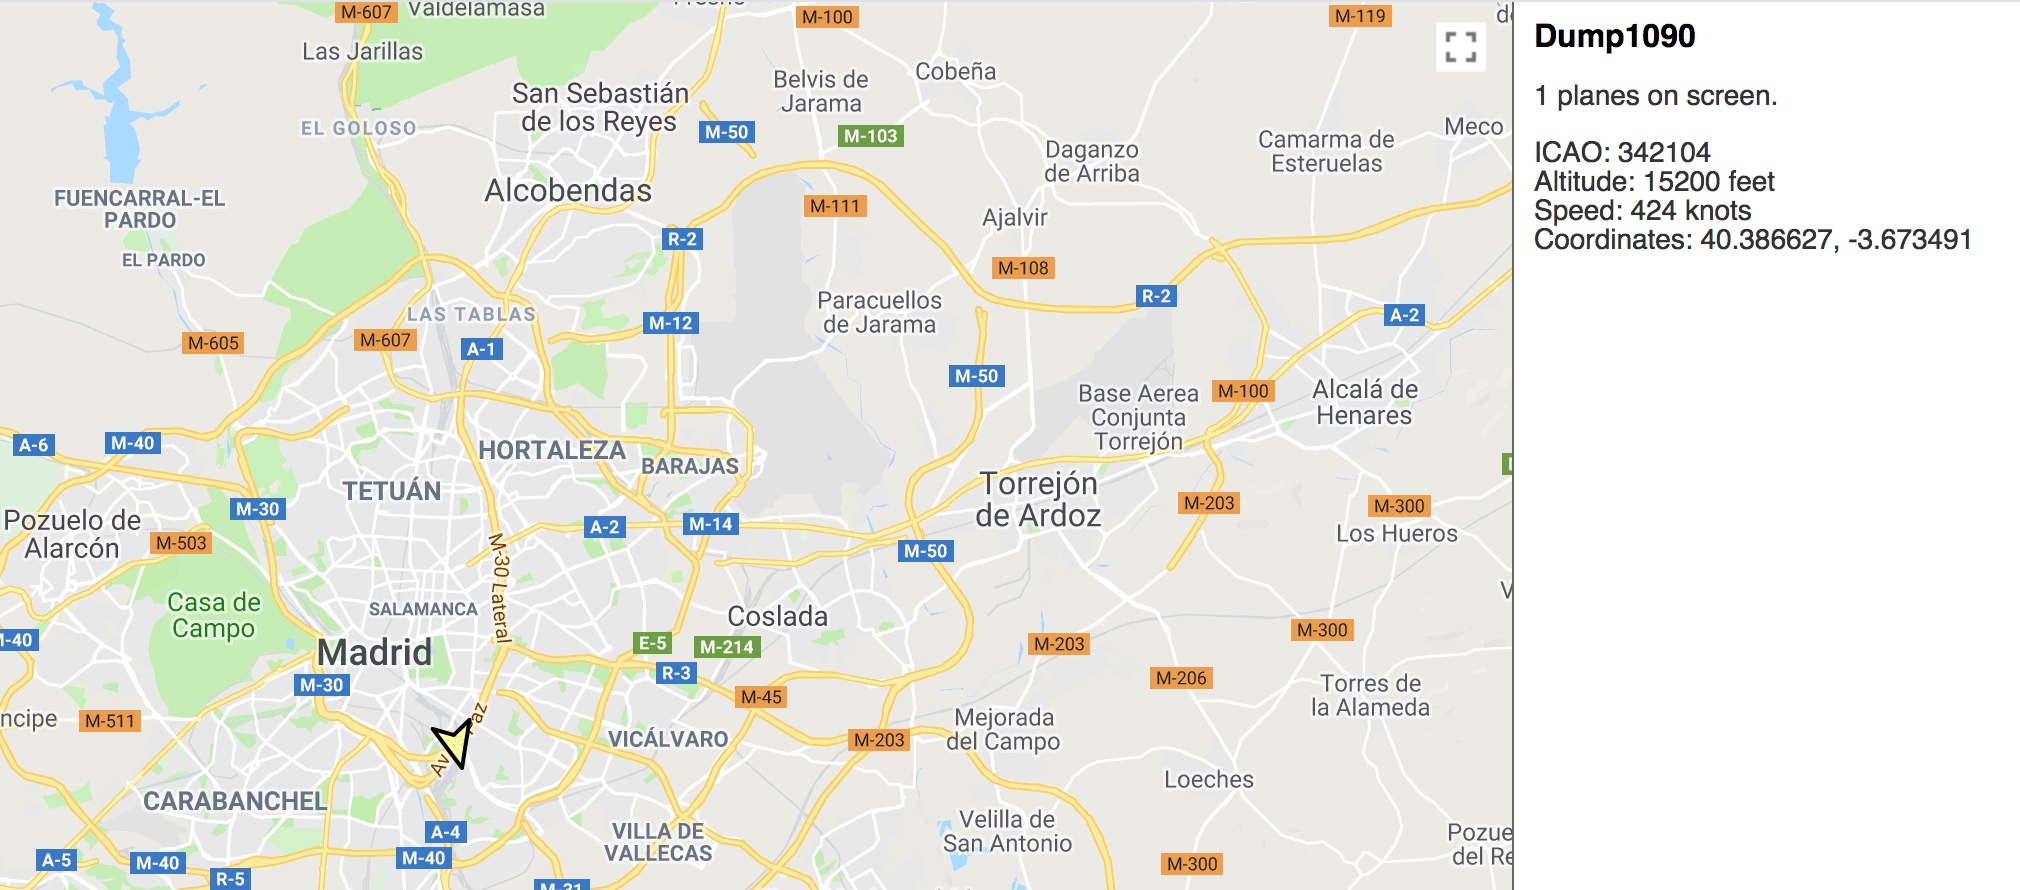 M-607
Valdelamasa
M-100
M-119
Las Jarillas
Belvis de
Jarama
Cobeña
San Sebastián
de los Reyes
EL GOLOSO
M-50
M-103
Camarma de
Esteruelas
Meco
Daganzo
de Arriba
FUENCARRAL-EL
PARDO
Alcobendas
M-111
Ajalvir
EL PARDO
R-2
M-108
R-2
LAS TABLAS
Paracuellos
de Jarama
M-605
M-607
A-1
M-12
A-2
M-50
Base Aerea
Conjunta
Torrejón
M-100
Alcalá de
Henares
A-6
M-40
HORTALEZA
BARAJAS
TETUÁN
Torrejón
de Ardoz
M-30
M-203
M-300
Los Hueros
Pozuelo de
Alarcón
M-503
A-2
M-14
M-50
M-30 Lateral
Casa de
Campo
SALAMANCA
Coslada
M-40
Madrid
E-5
M-214
M-203
M-300
R-3
M-30
M-45
M-206
Torres de
la Alameda
ncipe
M-511
VICÁLVARO
M-203
Mejorada
del Campo
Loeches
CARABANCHEL
A-4
VILLA DE
VALLECAS
Velilla de
San Antonio
Pozue
del Re
A-5
M-40
M-40
R-5
M-31
M-300
Dump1090
1 planes on screen.
ICAO: 342104
Altitude: 15200 feet
Speed: 424 knots
Coordinates: 40.386627, -3.673491